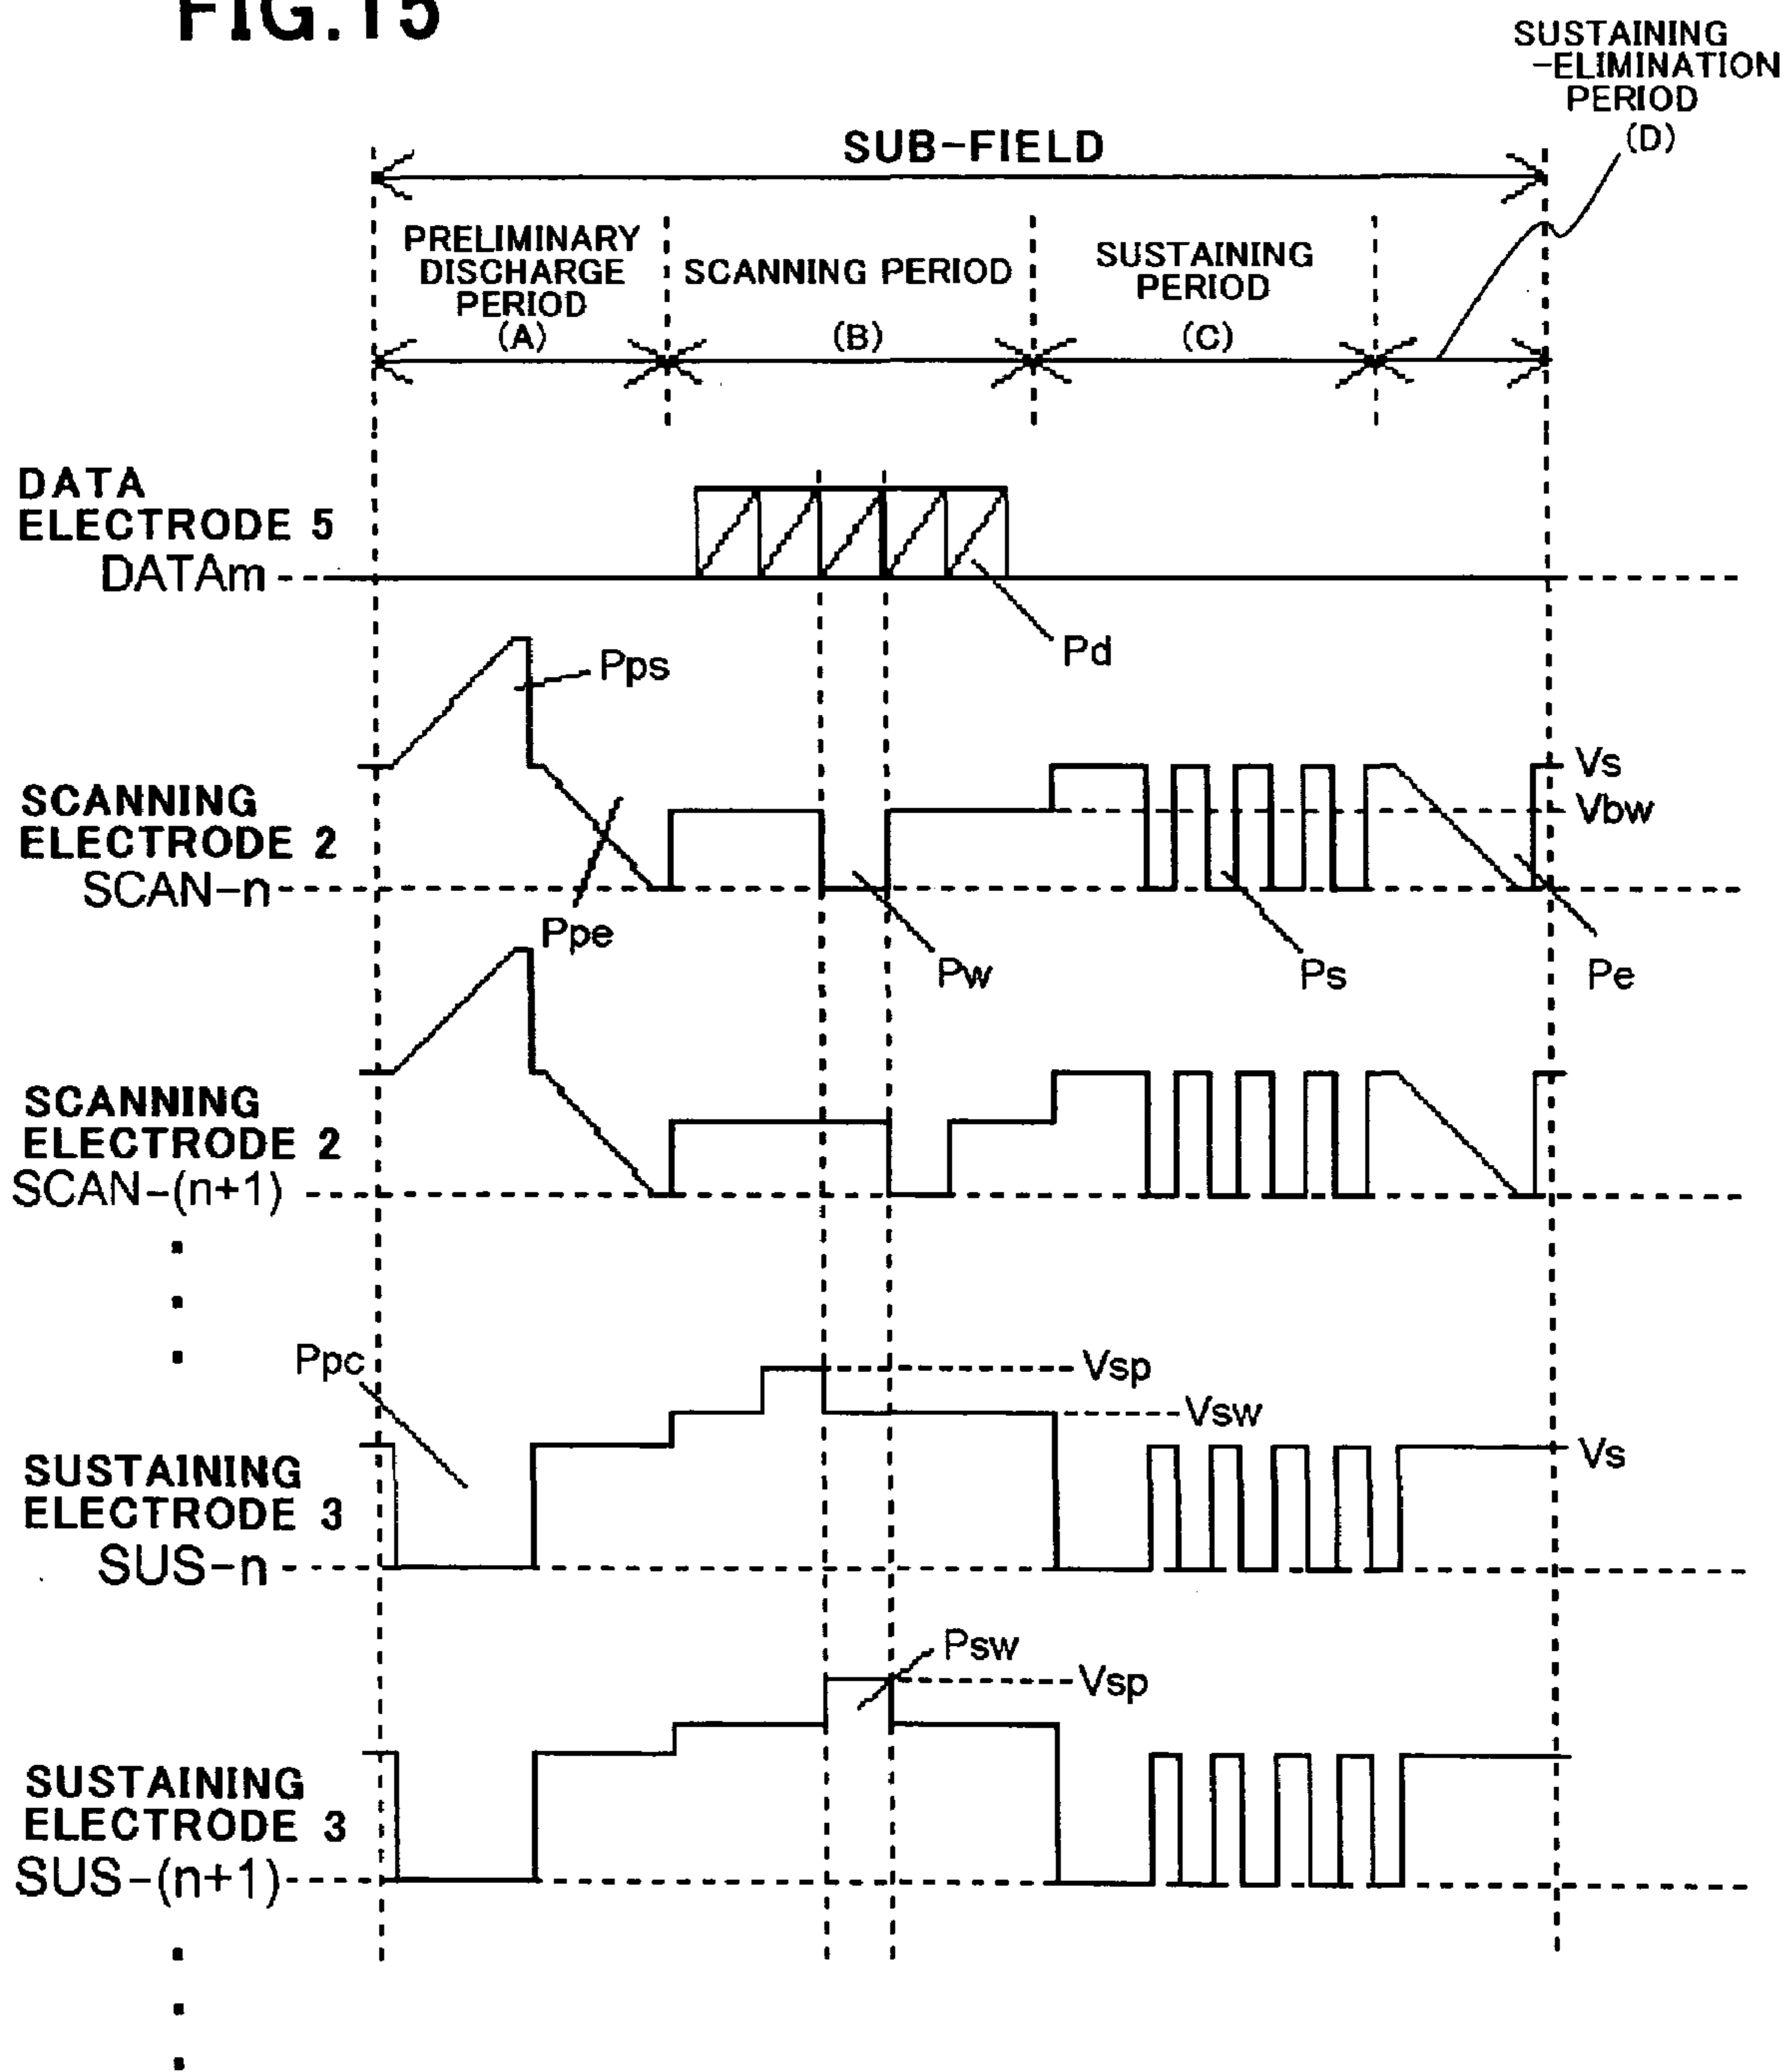 FIG.15
SUSTAINING
-ELIMINATION
PERIOD
(D)
SUB-FIELD
PRELIMINARY
DISCHARGE
PERIOD
(A)
SCANNING PERIOD
(B)
SUSTAINING
PERIOD
(C)
DATA
ELECTRODE 5
DATAm
Pd
Pps
SCANNING
ELECTRODE 2
SCAN-n
Vs
Vbw
Ppe
Pw
Ps
Pe
SCANNING
ELECTRODE 2
SCAN-(n+1)
Ppc
Vsp
Vsw
Vs
SUSTAINING
ELECTRODE 3
SUS-n
Psw
Vsp
SUSTAINING
ELECTRODE 3
SUS-(n+1)